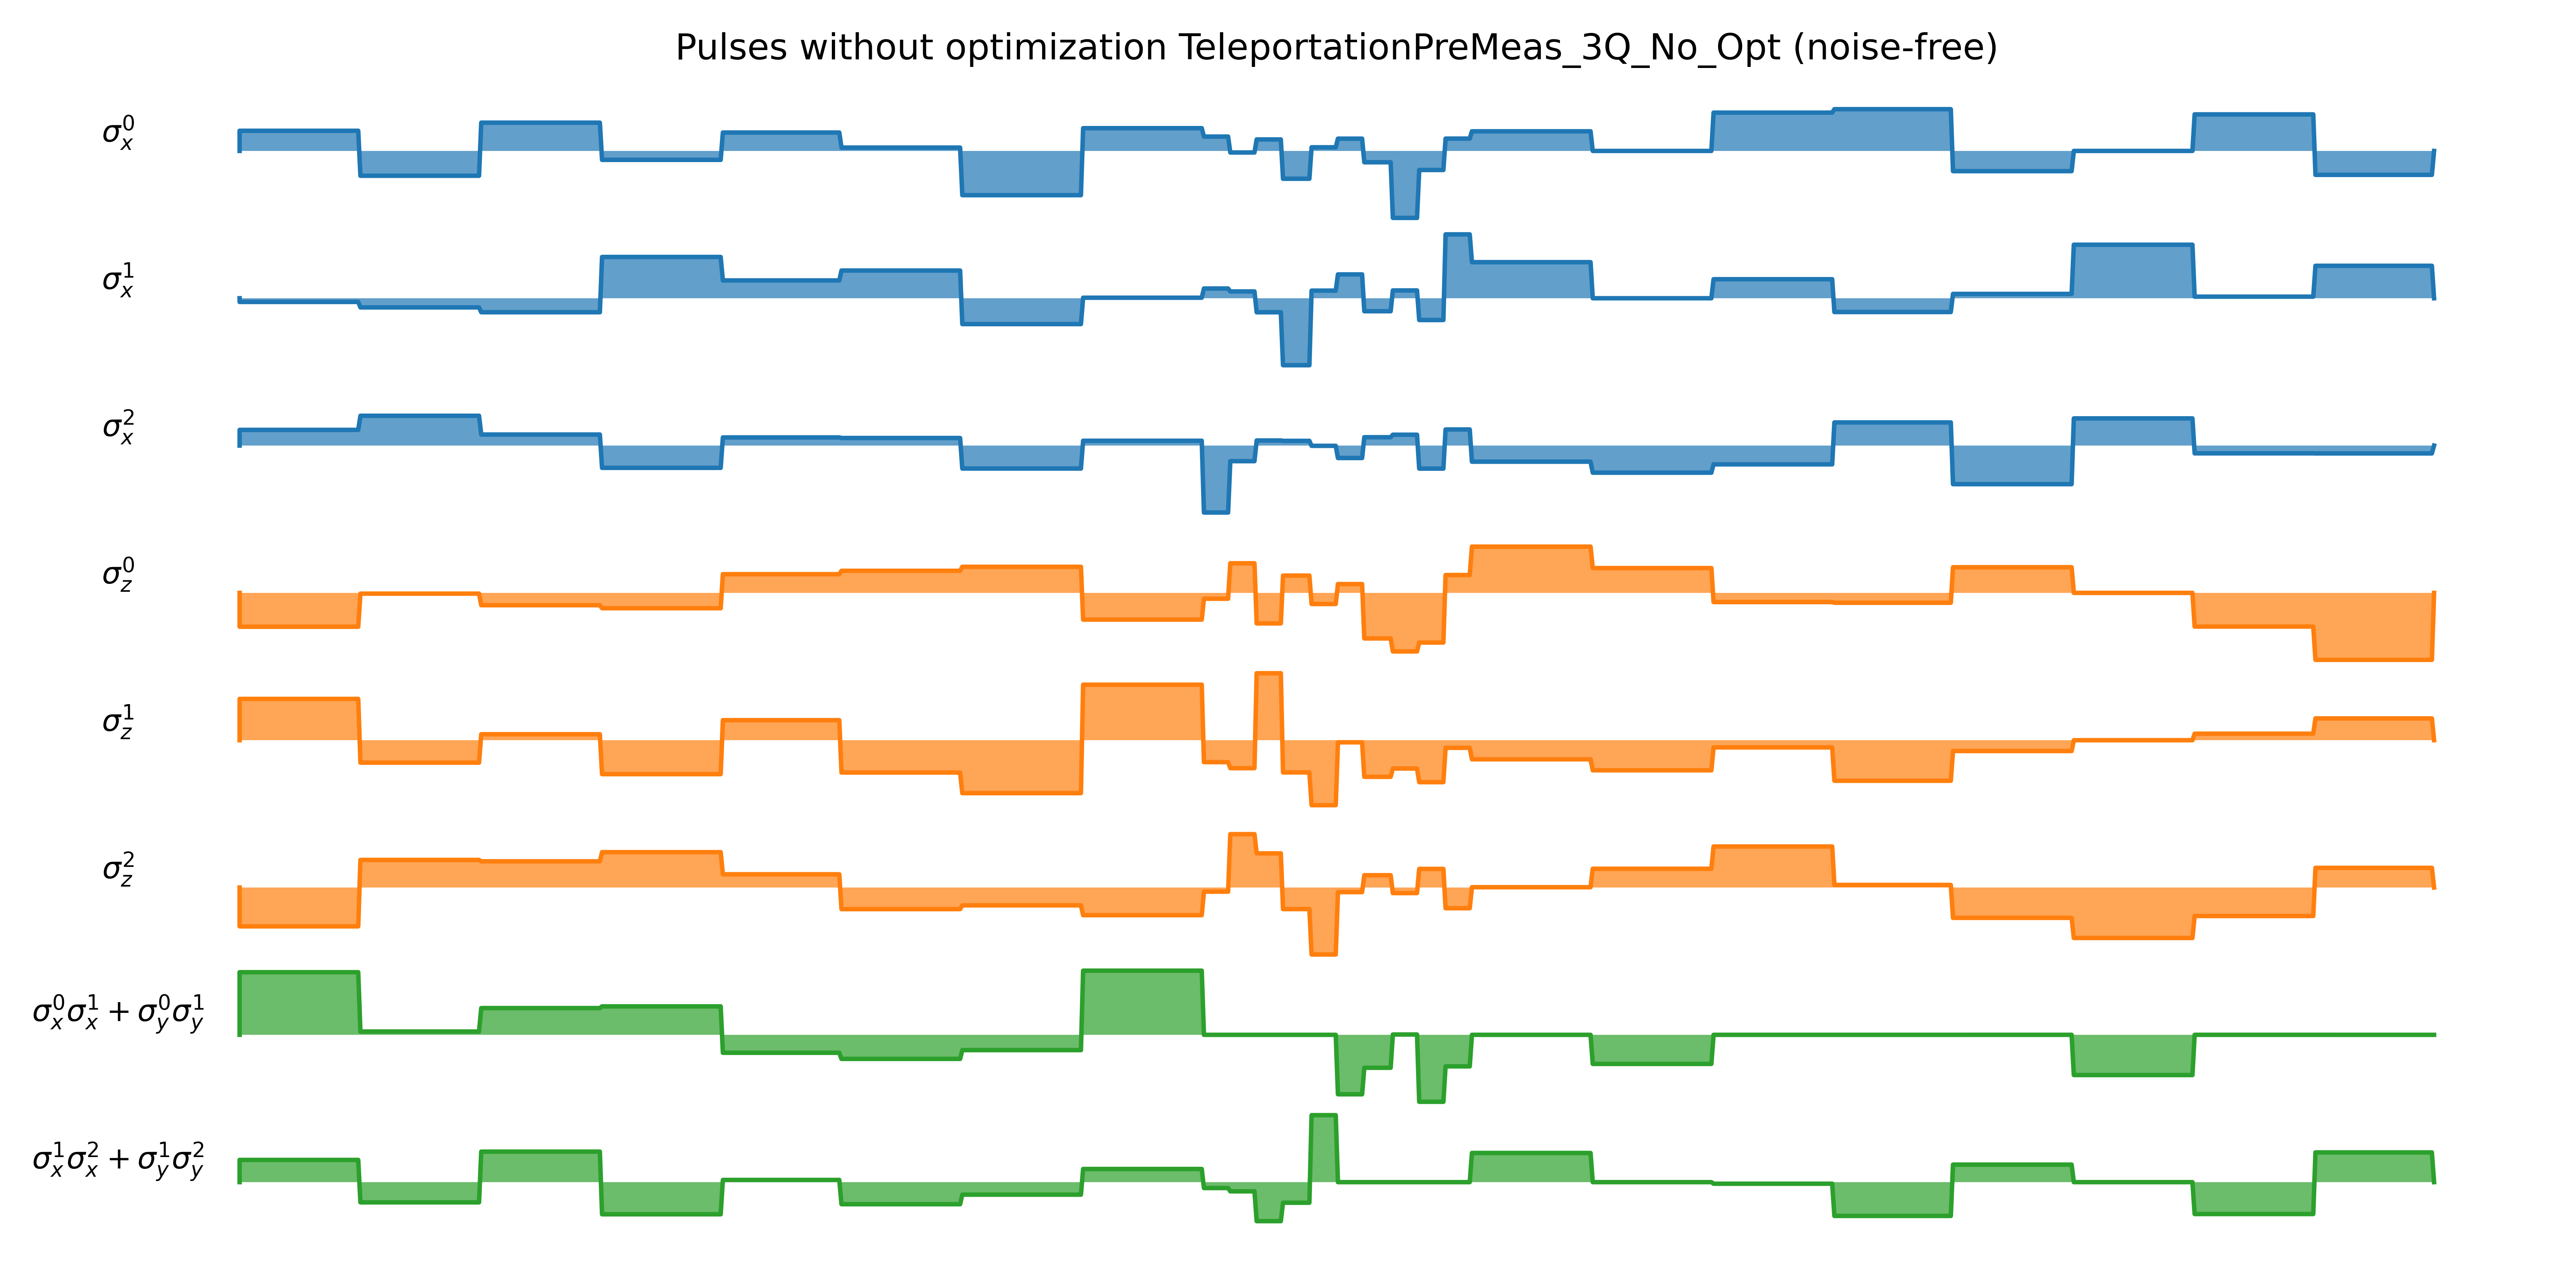 Pulses without optimization TeleportationPreMeas_3Q_No_Opt (noise-free)
σ_x^0
σ_x^1
σ_x^2
σ_z^0
σ_z^1
σ_z^2
σ_x^0σ_x^1 + σ_y^0σ_y^1
σ_x^1σ_x^2 + σ_y^1σ_y^2